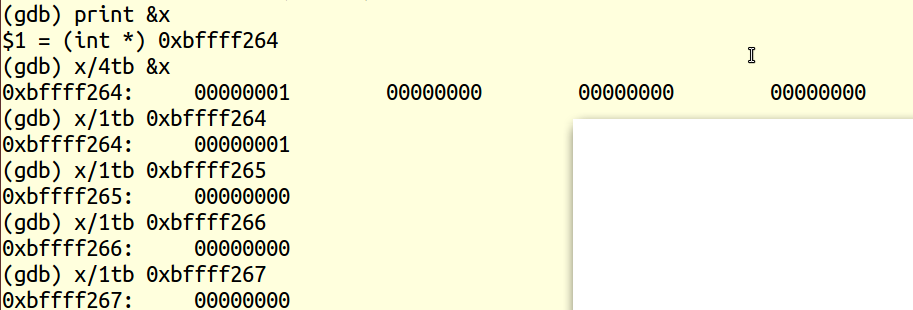 (gdb) print &x
$1 = (int *) 0xbffff264
(gdb) x/4tb &x
0xbffff264:     00000001        00000000        00000000        00000000
(gdb) x/1tb 0xbffff264
0xbffff264:     00000001
(gdb) x/1tb 0xbffff265
0xbffff265:     00000000
(gdb) x/1tb 0xbffff266
0xbffff266:     00000000
(gdb) x/1tb 0xbffff267
0xbffff267:     00000000